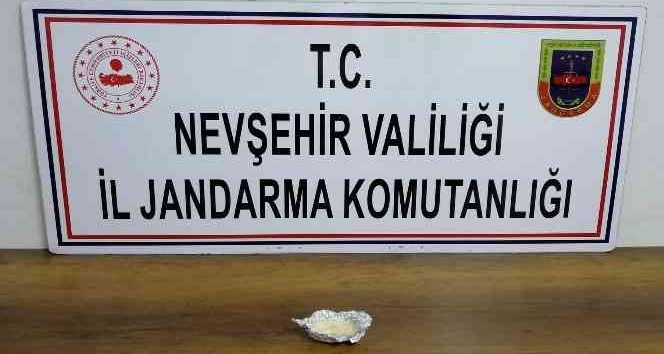 T.C.
NEVŞEHİR VALİLİĞİ
İL JANDARMA KOMUTANLIĞI